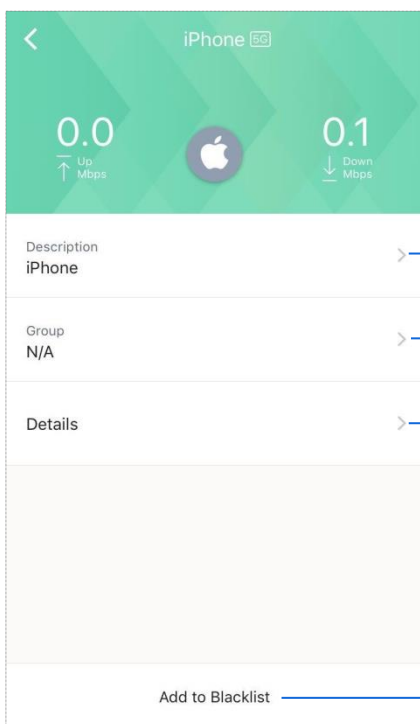 iPhone 5G
0.0
Up
Mbps
0.1
Down
Mbps
Description
iPhone
Group
N/A
Details
Add to Blacklist